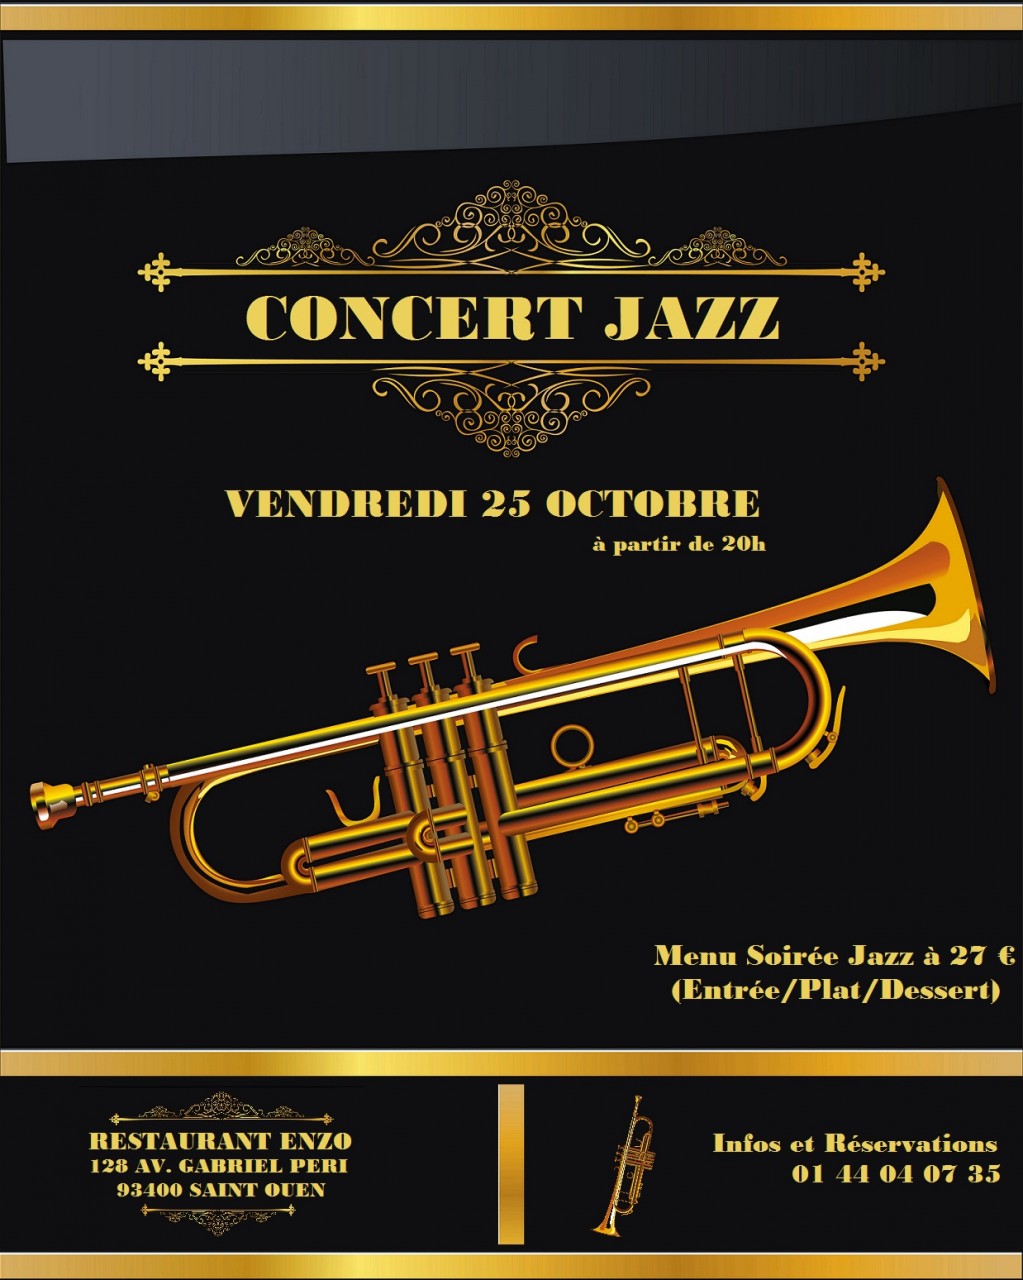 CONCERT JAZZ
VENDREDI 25 OCTOBRE
à partir de 20h
Menu Soirée Jazz à 27 €
(Entrée/Plat/Dessert)
RESTAURANT ENZO
128 AV. GABRIEL PERI
93400 SAINT OUEN
Infos et Réservations
01 44 04 07 35